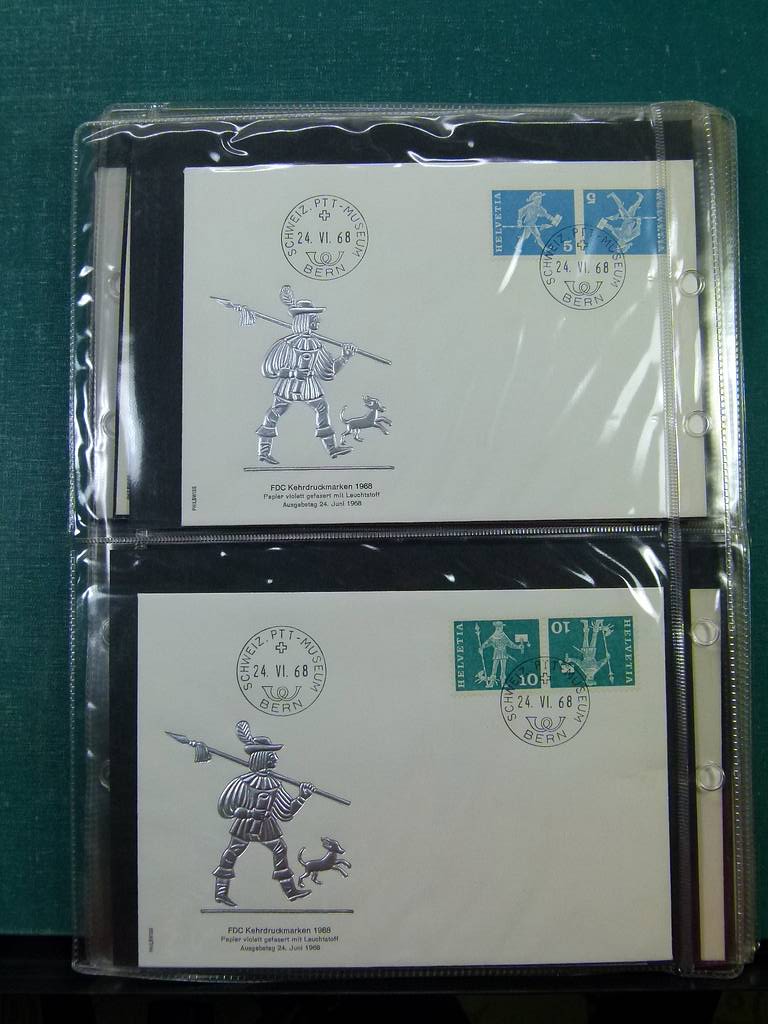 SCHWEIZ. PTT-MUSEUM
24. VI. 68
BERN
HELVETIA
5
5
HELVETIA
SCHWEIZ. PTT-MUSEUM
24. VI. 68
BERN
FDC Kehrdruckmarken 1968
Papier violett gefasert mit Leuchtstoff
Ausgabetag 24. Juni 1968
PHILSWISS
SCHWEIZ. PTT-MUSEUM
24. VI. 68
BERN
HELVETIA
10
10
HELVETIA
SCHWEIZ. PTT-MUSEUM
24. VI. 68
BERN
FDC Kehrdruckmarken 1968
Papier violett gefasert mit Leuchtstoff
Ausgabetag 24. Juni 1968
PHILSWISS